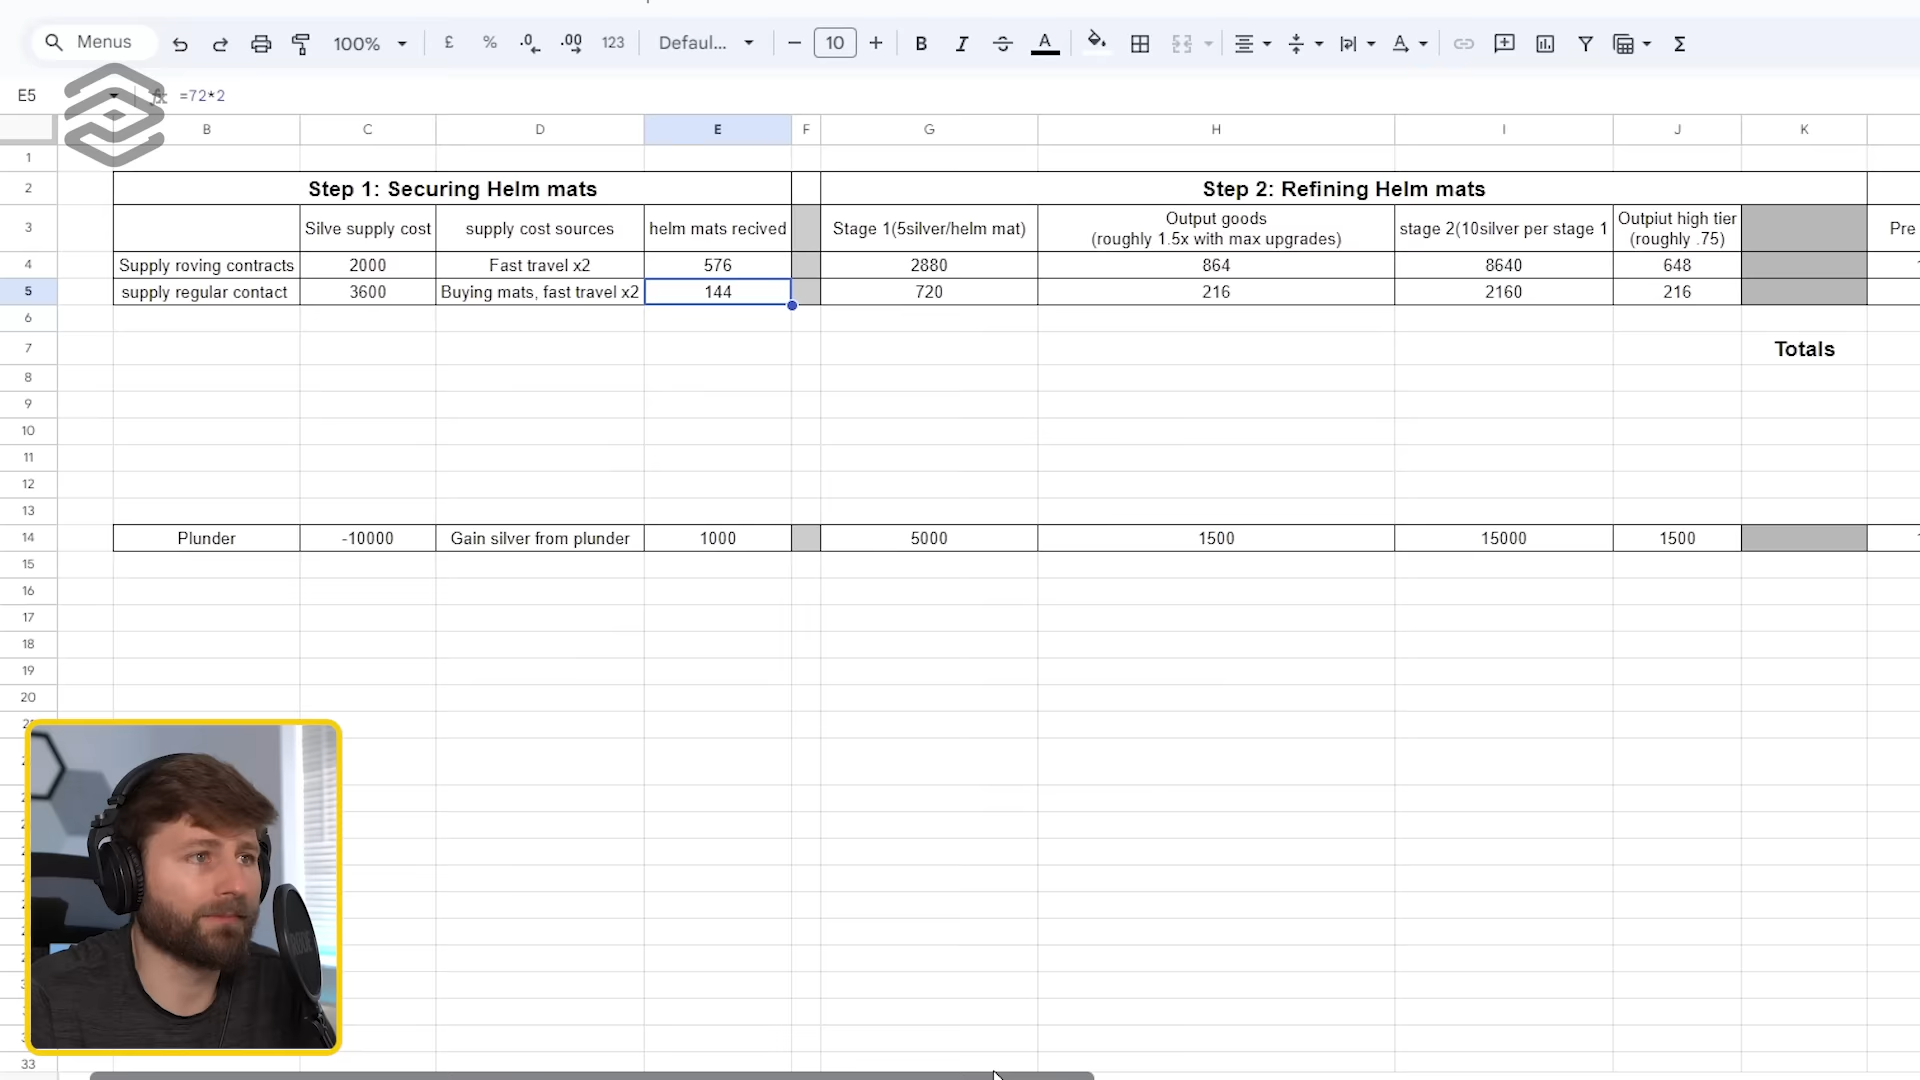 Menus
100%
£
%
.0
.00
123
Defaul...
10
B
I
A
A
Σ
E5
fx
=72*2
B C D E F G H I J K
1
2 Step 1: Securing Helm mats Step 2: Refining Helm mats
3 Silve supply cost supply cost sources helm mats recived Stage 1(5silver/helm mat) Output goods (roughly 1.5x with max upgrades) stage 2(10silver per stage 1 Outpiut high tier (roughly .75) Pre
4 Supply roving contracts 2000 Fast travel x2 576 2880 864 8640 648
5 supply regular contact 3600 Buying mats, fast travel x2 144 720 216 2160 216
6
7 Totals
8
9
10
11
12
13
14 Plunder -10000 Gain silver from plunder 1000 5000 1500 15000 1500
15
16
17
18
19
20
33